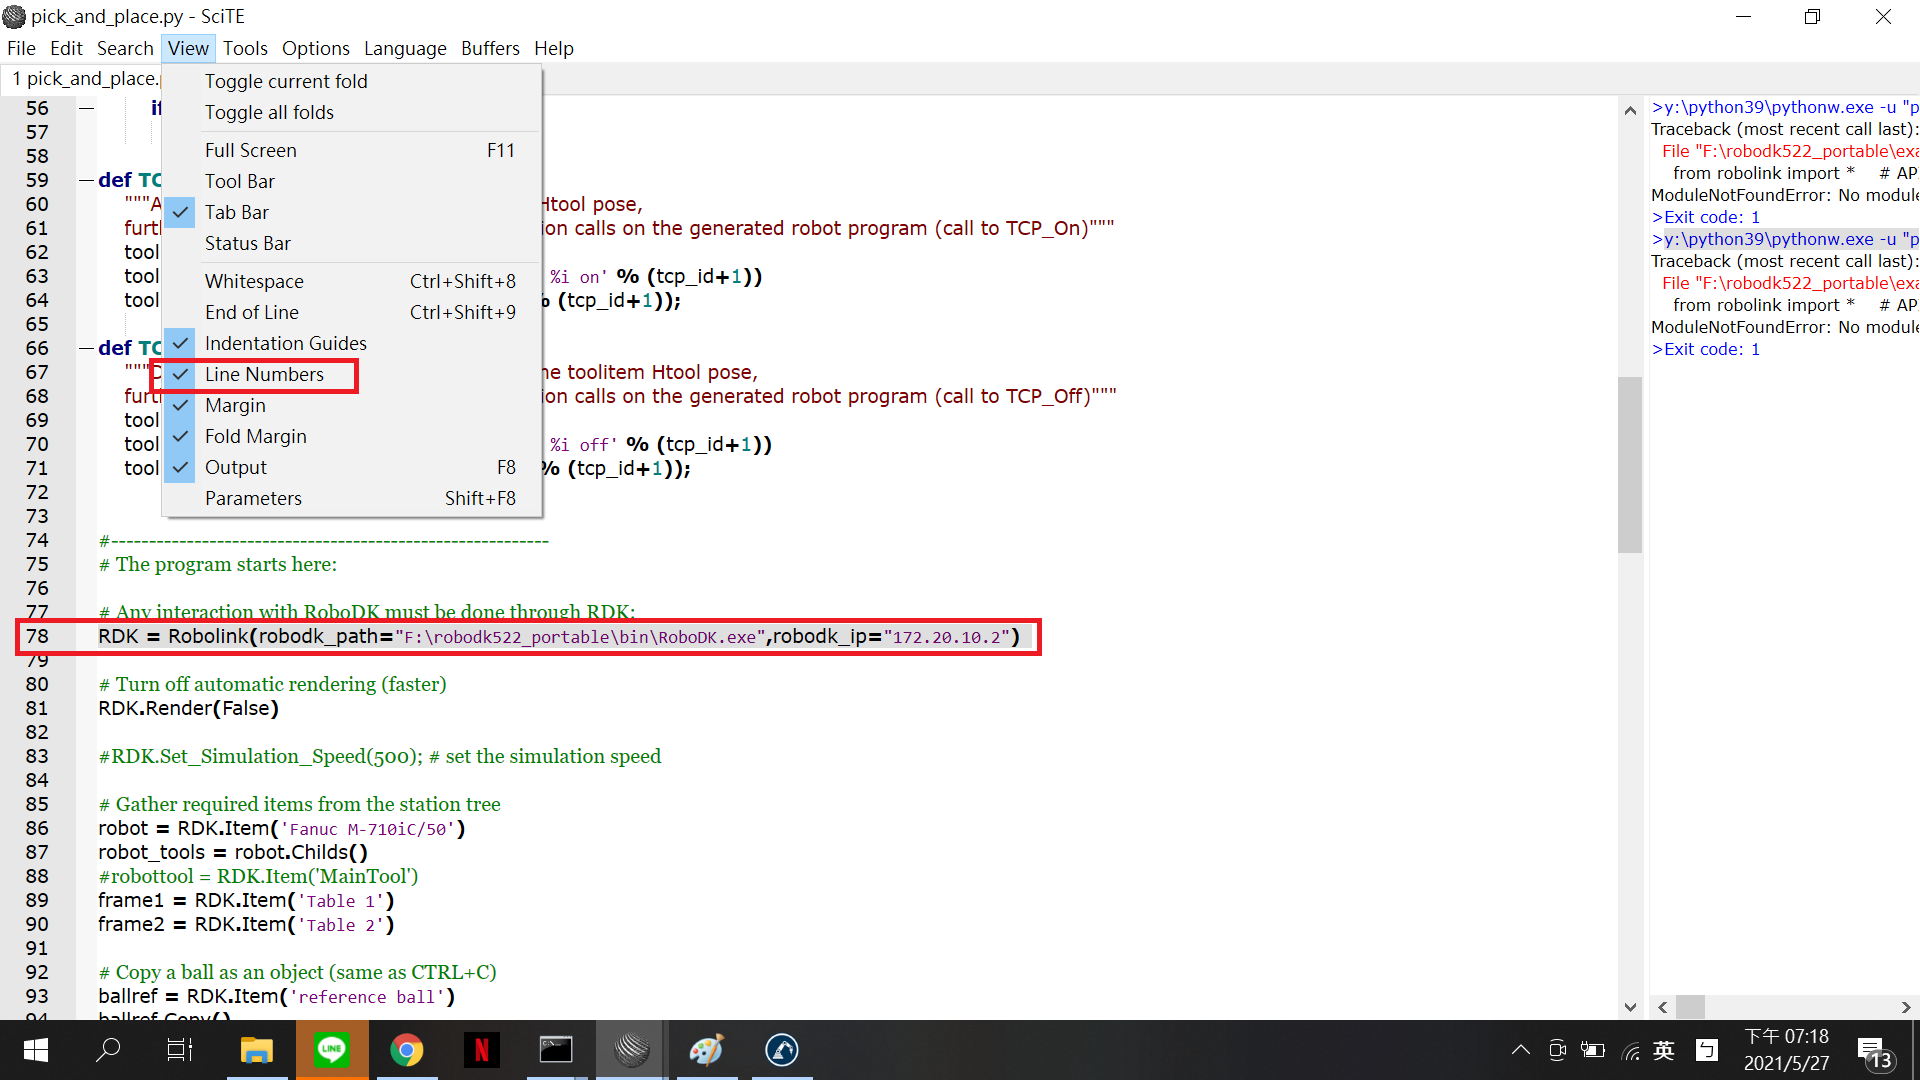 pick_and_place.py - SciTE
File Edit Search View Tools Options Language Buffers Help
1 pick_and_place.
Toggle current fold
Toggle all folds
Full Screen F11
Tool Bar
Tab Bar
Status Bar
Whitespace Ctrl+Shift+8
End of Line Ctrl+Shift+9
Indentation Guides
Line Numbers
Margin
Fold Margin
Output F8
Parameters Shift+F8
56 if
57
58
59 def TC
60 """A Htool pose,
61 furt ion calls on the generated robot program (call to TCP_On)"""
62 tool
63 tool %i on' % (tcp_id+1))
64 tool % (tcp_id+1));
65
66 def TC
67 """D he toolitem Htool pose,
68 furt ion calls on the generated robot program (call to TCP_Off)"""
69 tool
70 tool %i off' % (tcp_id+1))
71 tool % (tcp_id+1));
72
73
74 #----------------------------------------------------------
75 # The program starts here:
76
77 # Any interaction with RoboDK must be done through RDK:
78 RDK = Robolink(robodk_path="F:\robodk522_portable\bin\RoboDK.exe",robodk_ip="172.20.10.2")
79
80 # Turn off automatic rendering (faster)
81 RDK.Render(False)
82
83 #RDK.Set_Simulation_Speed(500); # set the simulation speed
84
85 # Gather required items from the station tree
86 robot = RDK.Item('Fanuc M-710iC/50')
87 robot_tools = robot.Childs()
88 #robottool = RDK.Item('MainTool')
89 frame1 = RDK.Item('Table 1')
90 frame2 = RDK.Item('Table 2')
91
92 # Copy a ball as an object (same as CTRL+C)
93 ballref = RDK.Item('reference ball')
94 ballref.Copy()
>y:\python39\pythonw.exe -u "p
Traceback (most recent call last):
File "F:\robodk522_portable\exa
from robolink import * # AP
ModuleNotFoundError: No module
>Exit code: 1
>y:\python39\pythonw.exe -u "p
Traceback (most recent call last):
File "F:\robodk522_portable\exa
from robolink import * # AP
ModuleNotFoundError: No module
>Exit code: 1
LINE
N
C:\
英
ㄅ
下午 07:18
2021/5/27
13